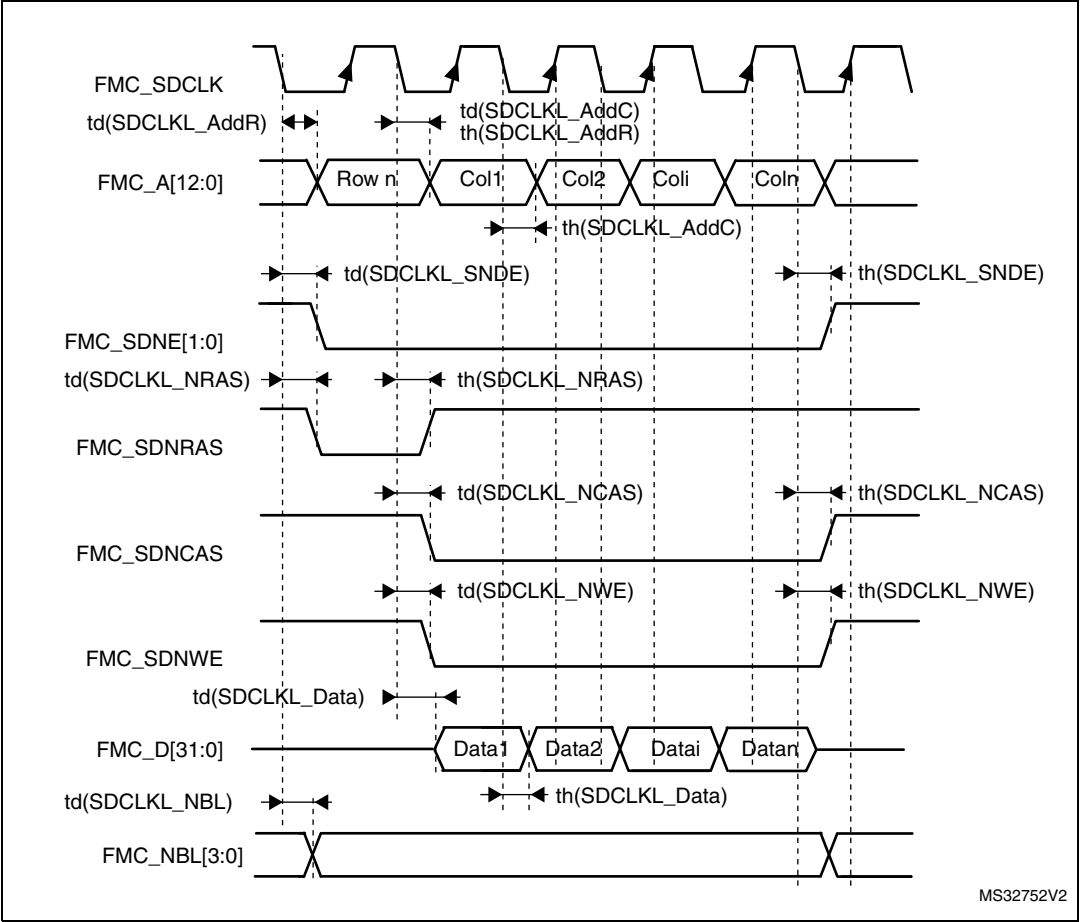 FMC_SDCLK
td(SDCLKL_AddR)
td(SDCLKL_AddC)
th(SDCLKL_AddR)
FMC_A[12:0]
Row n
Col1
Col2
Coli
Coln
th(SDCLKL_AddC)
td(SDCLKL_SNDE)
th(SDCLKL_SNDE)
FMC_SDNE[1:0]
td(SDCLKL_NRAS)
th(SDCLKL_NRAS)
FMC_SDNRAS
td(SDCLKL_NCAS)
th(SDCLKL_NCAS)
FMC_SDNCAS
td(SDCLKL_NWE)
th(SDCLKL_NWE)
FMC_SDNWE
td(SDCLKL_Data)
FMC_D[31:0]
Data1
Data2
Datai
Datan
td(SDCLKL_NBL)
th(SDCLKL_Data)
FMC_NBL[3:0]
MS32752V2